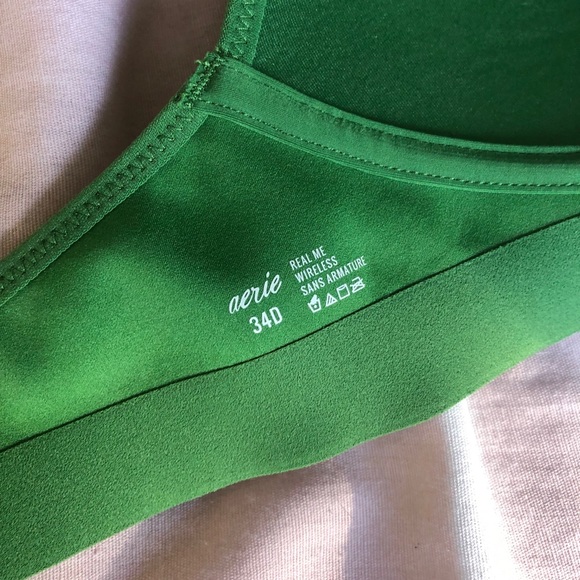 aerie
34D
REAL ME
WIRELESS
SANS ARMATURE